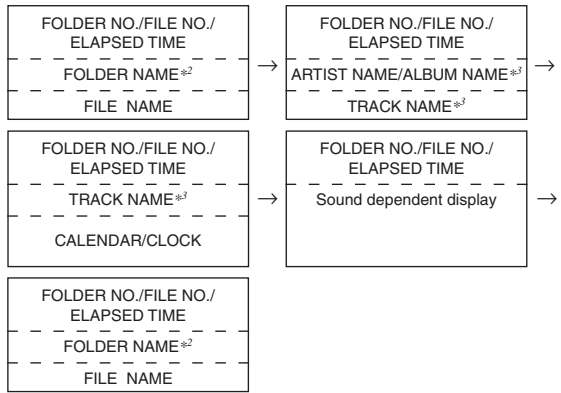 FOLDER NO./FILE NO./
ELAPSED TIME
FOLDER NAME*2
FILE NAME
→
FOLDER NO./FILE NO./
ELAPSED TIME
ARTIST NAME/ALBUM NAME*3
TRACK NAME*3
→
FOLDER NO./FILE NO./
ELAPSED TIME
TRACK NAME*3
CALENDAR/CLOCK
→
FOLDER NO./FILE NO./
ELAPSED TIME
Sound dependent display
→
FOLDER NO./FILE NO./
ELAPSED TIME
FOLDER NAME*2
FILE NAME